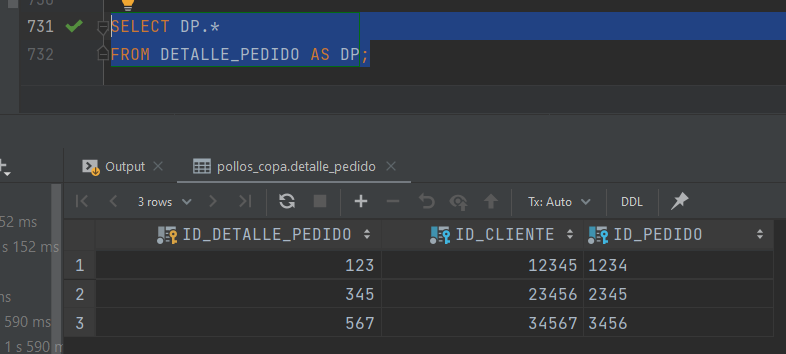 731 SELECT DP.*
732 FROM DETALLE_PEDIDO AS DP;
Output pollos_copa.detalle_pedido
3 rows Tx: Auto DDL
52 ms
s 152 ms
ms
590 ms
1 s 590 m
ID_DETALLE_PEDIDO ID_CLIENTE ID_PEDIDO
1 123 12345 1234
2 345 23456 2345
3 567 34567 3456